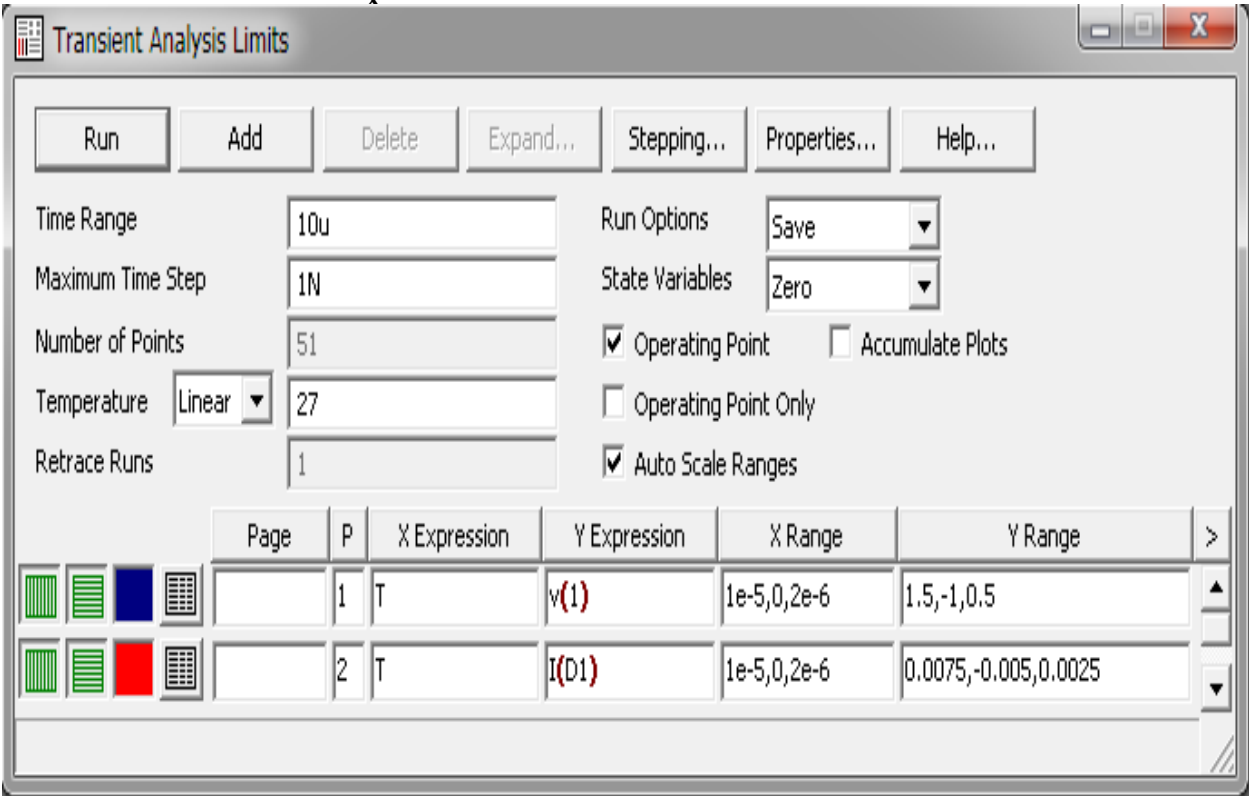 Transient Analysis Limits
Run Add Delete Expand... Stepping... Properties... Help...
Time Range 10u Run Options Save
Maximum Time Step 1N State Variables Zero
Number of Points 51 Operating Point Accumulate Plots
Temperature Linear 27 Operating Point Only
Retrace Runs 1 Auto Scale Ranges
Page P X Expression Y Expression X Range Y Range >
1 T v(1) 1e-5,0,2e-6 1.5,-1,0.5
2 T I(D1) 1e-5,0,2e-6 0.0075,-0.005,0.0025